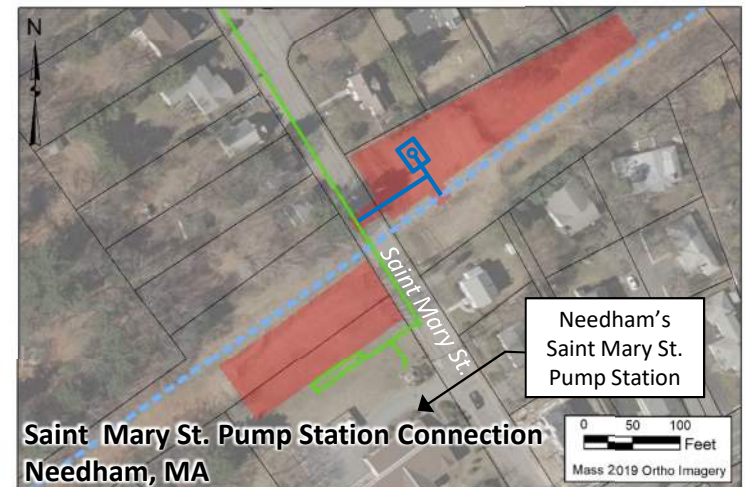 N
Saint Mary St.
Needham's
Saint Mary St.
Pump Station
Saint Mary St. Pump Station Connection
Needham, MA
0 50 100
Feet
Mass 2019 Ortho Imagery